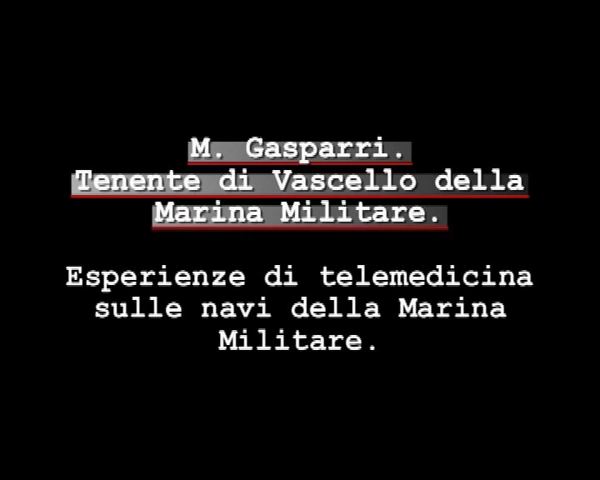 M. Gasparri.
Tenente di Vascello della
Marina Militare.
Esperienze di telemedicina
sulle navi della Marina
Militare.